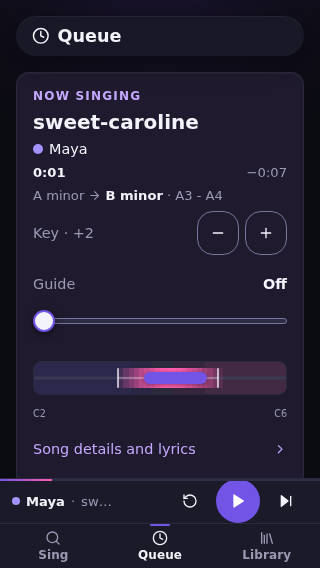 Queue
NOW SINGING
sweet-caroline
Maya
0:01 −0:07
A minor → B minor · A3 - A4
Key · +2 − +
Guide Off
C2 C6
Song details and lyrics
Maya · sw...
Sing Queue Library